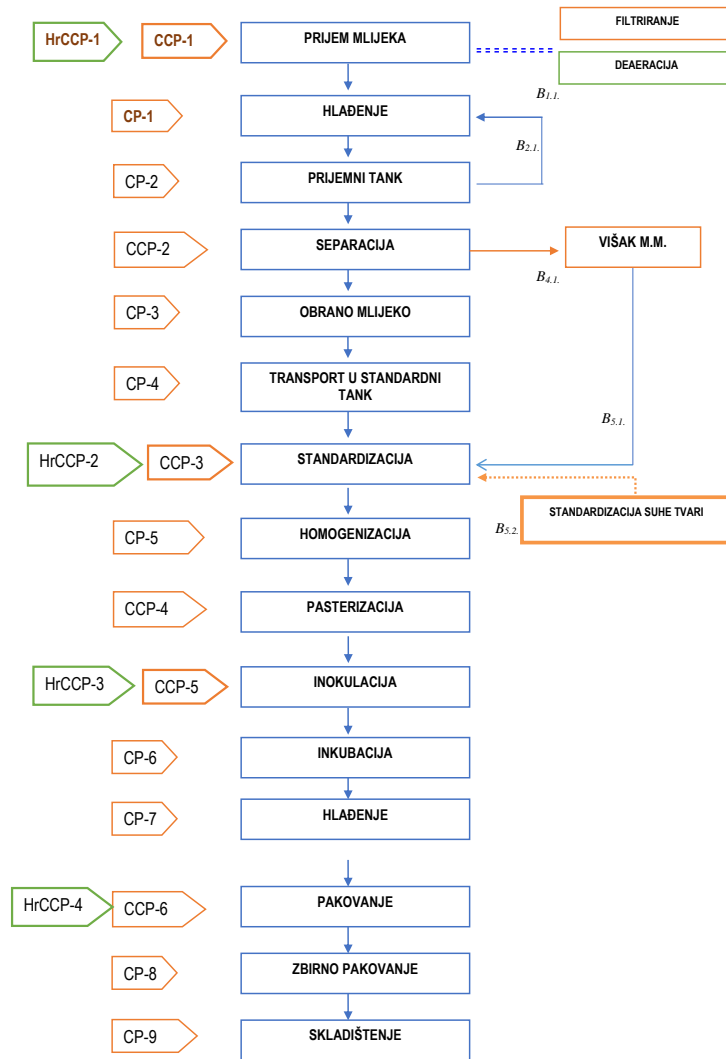 FILTRIRANJE
HrCCP-1
CCP-1
PRIJEM MLIJEKA
DEAERACIJA
B1.1.
CP-1
HLAĐENJE
B2.1.
CP-2
PRIJEMNI TANK
CCP-2
SEPARACIJA
VIŠAK M.M.
B4.1.
CP-3
OBRANO MLIJEKO
CP-4
TRANSPORT U STANDARDNI
TANK
B5.1.
HrCCP-2
CCP-3
STANDARDIZACIJA
STANDARDIZACIJA SUHE TVARI
B5.2.
CP-5
HOMOGENIZACIJA
CCP-4
PASTERIZACIJA
HrCCP-3
CCP-5
INOKULACIJA
CP-6
INKUBACIJA
CP-7
HLAĐENJE
HrCCP-4
CCP-6
PAKOVANJE
CP-8
ZBIRNO PAKOVANJE
CP-9
SKLADIŠTENJE